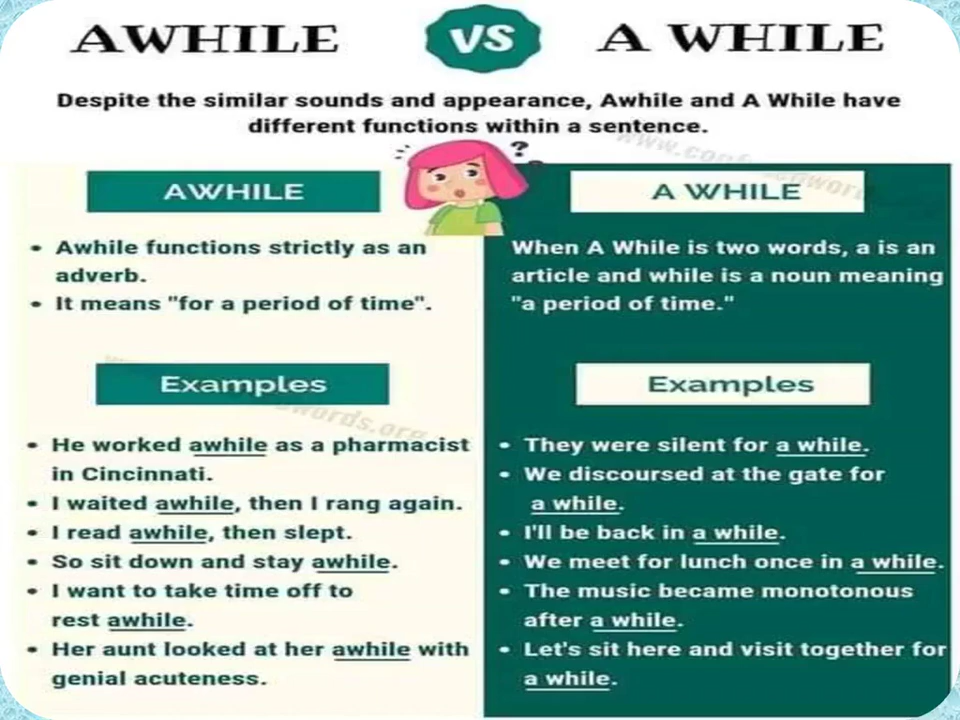 AWHILE VS A WHILE
Despite the similar sounds and appearance, Awhile and A While have
different functions within a sentence.
AWHILE
• Awhile functions strictly as an
adverb.
• It means "for a period of time".
Examples
• He worked awhile as a pharmacist
in Cincinnati.
• I waited awhile, then I rang again.
• I read awhile, then slept.
• So sit down and stay awhile.
• I want to take time off to
rest awhile.
• Her aunt looked at her awhile with
genial acuteness.
?
A WHILE
When A While is two words, a is an
article and while is a noun meaning
"a period of time."
Examples
• They were silent for a while.
• We discoursed at the gate for
a while.
• I'll be back in a while.
• We meet for lunch once in a while.
• The music became monotonous
after a while.
• Let's sit here and visit together for
a while.